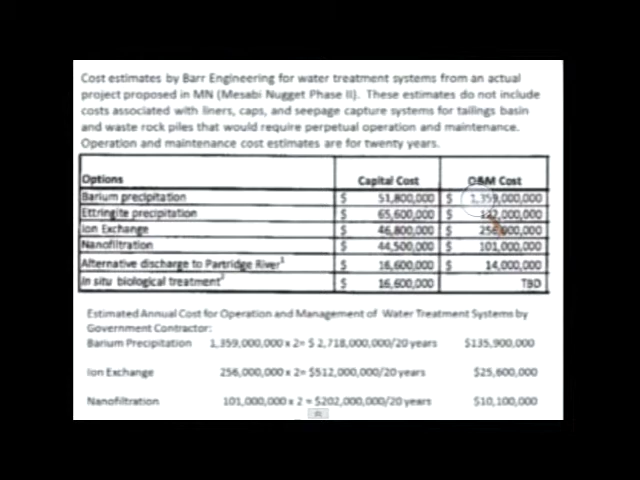 Cost estimates by Barr Engineering for water treatment systems from an actual
project proposed in MN (Mesabi Nugget Phase II). These estimates do not include
costs associated with liners, caps, and seepage capture systems for tailings basin
and waste rock piles that would require perpetual operation and maintenance.
Operation and maintenance cost estimates are for twenty years.
Options Capital Cost O&M Cost
Barium precipitation $ 51,800,000 $ 1,359,000,000
Ettringite precipitation $ 65,600,000 $ 122,000,000
Ion Exchange $ 46,800,000 $ 256,000,000
Nanofiltration $ 44,500,000 $ 101,000,000
Alternative discharge to Partridge River¹ $ 16,600,000 $ 14,000,000
In situ biological treatment $ 16,600,000 TBD
Estimated Annual Cost for Operation and Management of Water Treatment Systems by
Government Contractor:
Barium Precipitation 1,359,000,000 x 2= $ 2,718,000,000/20 years $135,900,000
Ion Exchange 256,000,000 x 2= $512,000,000/20 years $25,600,000
Nanofiltration 101,000,000 x 2 = $202,000,000/20 years $10,100,000